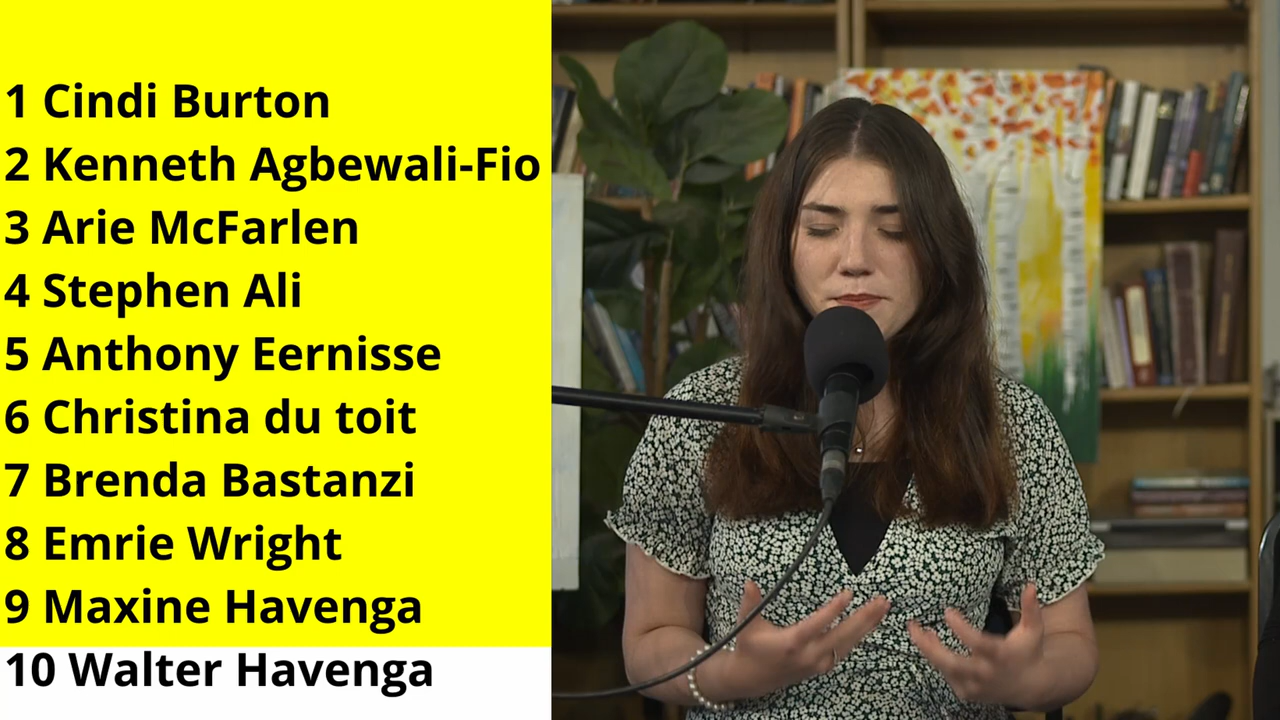 1 Cindi Burton
2 Kenneth Agbewali-Fio
3 Arie McFarlen
4 Stephen Ali
5 Anthony Eernisse
6 Christina du toit
7 Brenda Bastanzi
8 Emrie Wright
9 Maxine Havenga
10 Walter Havenga